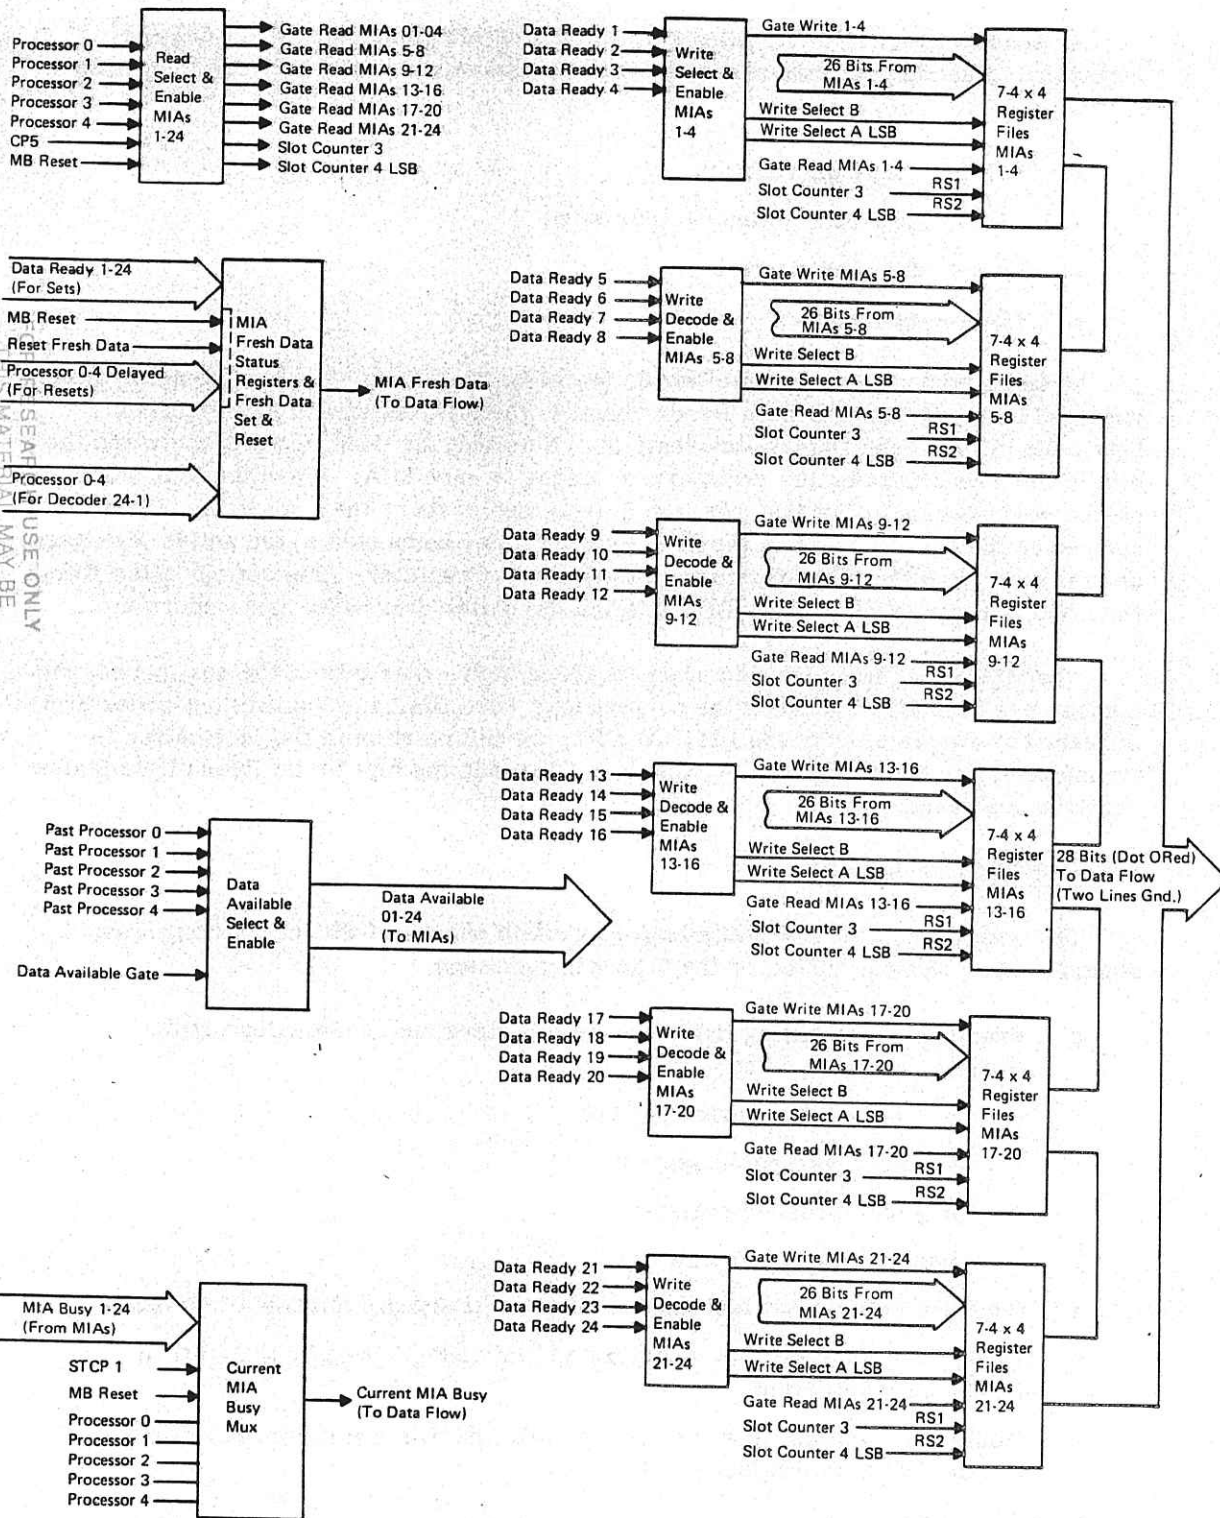 Processor 0
Processor 1
Processor 2
Processor 3
Processor 4
CP5
MB Reset
Read
Select &
Enable
MIAs
1-24
Gate Read MIAs 01-04
Gate Read MIAs 5-8
Gate Read MIAs 9-12
Gate Read MIAs 13-16
Gate Read MIAs 17-20
Gate Read MIAs 21-24
Slot Counter 3
Slot Counter 4 LSB
Data Ready 1-24
(For Sets)
MB Reset
Reset Fresh Data
Processor 0-4 Delayed
(For Resets)
Processor 0-4
(For Decoder 24-1)
MIA
Fresh Data
Status
Registers &
Fresh Data
Set &
Reset
MIA Fresh Data
(To Data Flow)
USE ONLY
MATERIAL MAY BE
Past Processor 0
Past Processor 1
Past Processor 2
Past Processor 3
Past Processor 4
Data Available Gate
Data
Available
Select &
Enable
Data Available
01-24
(To MIAs)
MIA Busy 1-24
(From MIAs)
STCP 1
MB Reset
Processor 0
Processor 1
Processor 2
Processor 3
Processor 4
Current
MIA
Busy
Mux
Current MIA Busy
(To Data Flow)
Data Ready 1
Data Ready 2
Data Ready 3
Data Ready 4
Write
Select &
Enable
MIAs
1-4
Gate Write 1-4
26 Bits From
MIAs 1-4
Write Select B
Write Select A LSB
Gate Read MIAs 1-4
Slot Counter 3
RS1
Slot Counter 4 LSB
RS2
7-4 x 4
Register
Files
MIAs
1-4
Data Ready 5
Data Ready 6
Data Ready 7
Data Ready 8
Write
Decode &
Enable
MIAs 5-8
Gate Write MIAs 5-8
26 Bits From
MIAs 5-8
Write Select B
Write Select A LSB
Gate Read MIAs 5-8
Slot Counter 3
RS1
Slot Counter 4 LSB
RS2
7-4 x 4
Register
Files
MIAs
5-8
Data Ready 9
Data Ready 10
Data Ready 11
Data Ready 12
Write
Decode &
Enable
MIAs
9-12
Gate Write MIAs 9-12
26 Bits From
MIAs 9-12
Write Select B
Write Select A LSB
Gate Read MIAs 9-12
Slot Counter 3
RS1
Slot Counter 4 LSB
RS2
7-4 x 4
Register
Files
MIAs
9-12
Data Ready 13
Data Ready 14
Data Ready 15
Data Ready 16
Write
Decode &
Enable
MIAs
13-16
Gate Write MIAs 13-16
26 Bits From
MIAs 13-16
Write Select B
Write Select A LSB
Gate Read MIAs 13-16
Slot Counter 3
RS1
Slot Counter 4 LSB
RS2
7-4 x 4
Register
Files
MIAs
13-16
28 Bits (Dot ORed)
To Data Flow
(Two Lines Gnd.)
Data Ready 17
Data Ready 18
Data Ready 19
Data Ready 20
Write
Decode &
Enable
MIAs
17-20
Gate Write MIAs 17-20
26 Bits From
MIAs 17-20
Write Select B
Write Select A LSB
Gate Read MIAs 17-20
Slot Counter 3
RS1
Slot Counter 4 LSB
RS2
7-4 x 4
Register
Files
MIAs
17-20
Data Ready 21
Data Ready 22
Data Ready 23
Data Ready 24
Write
Decode &
Enable
MIAs
21-24
Gate Write MIAs 21-24
26 Bits From
MIAs 21-24
Write Select B
Write Select A LSB
Gate Read MIAs 21-24
Slot Counter 3
RS1
Slot Counter 4 LSB
RS2
7-4 x 4
Register
Files
MIAs
21-24